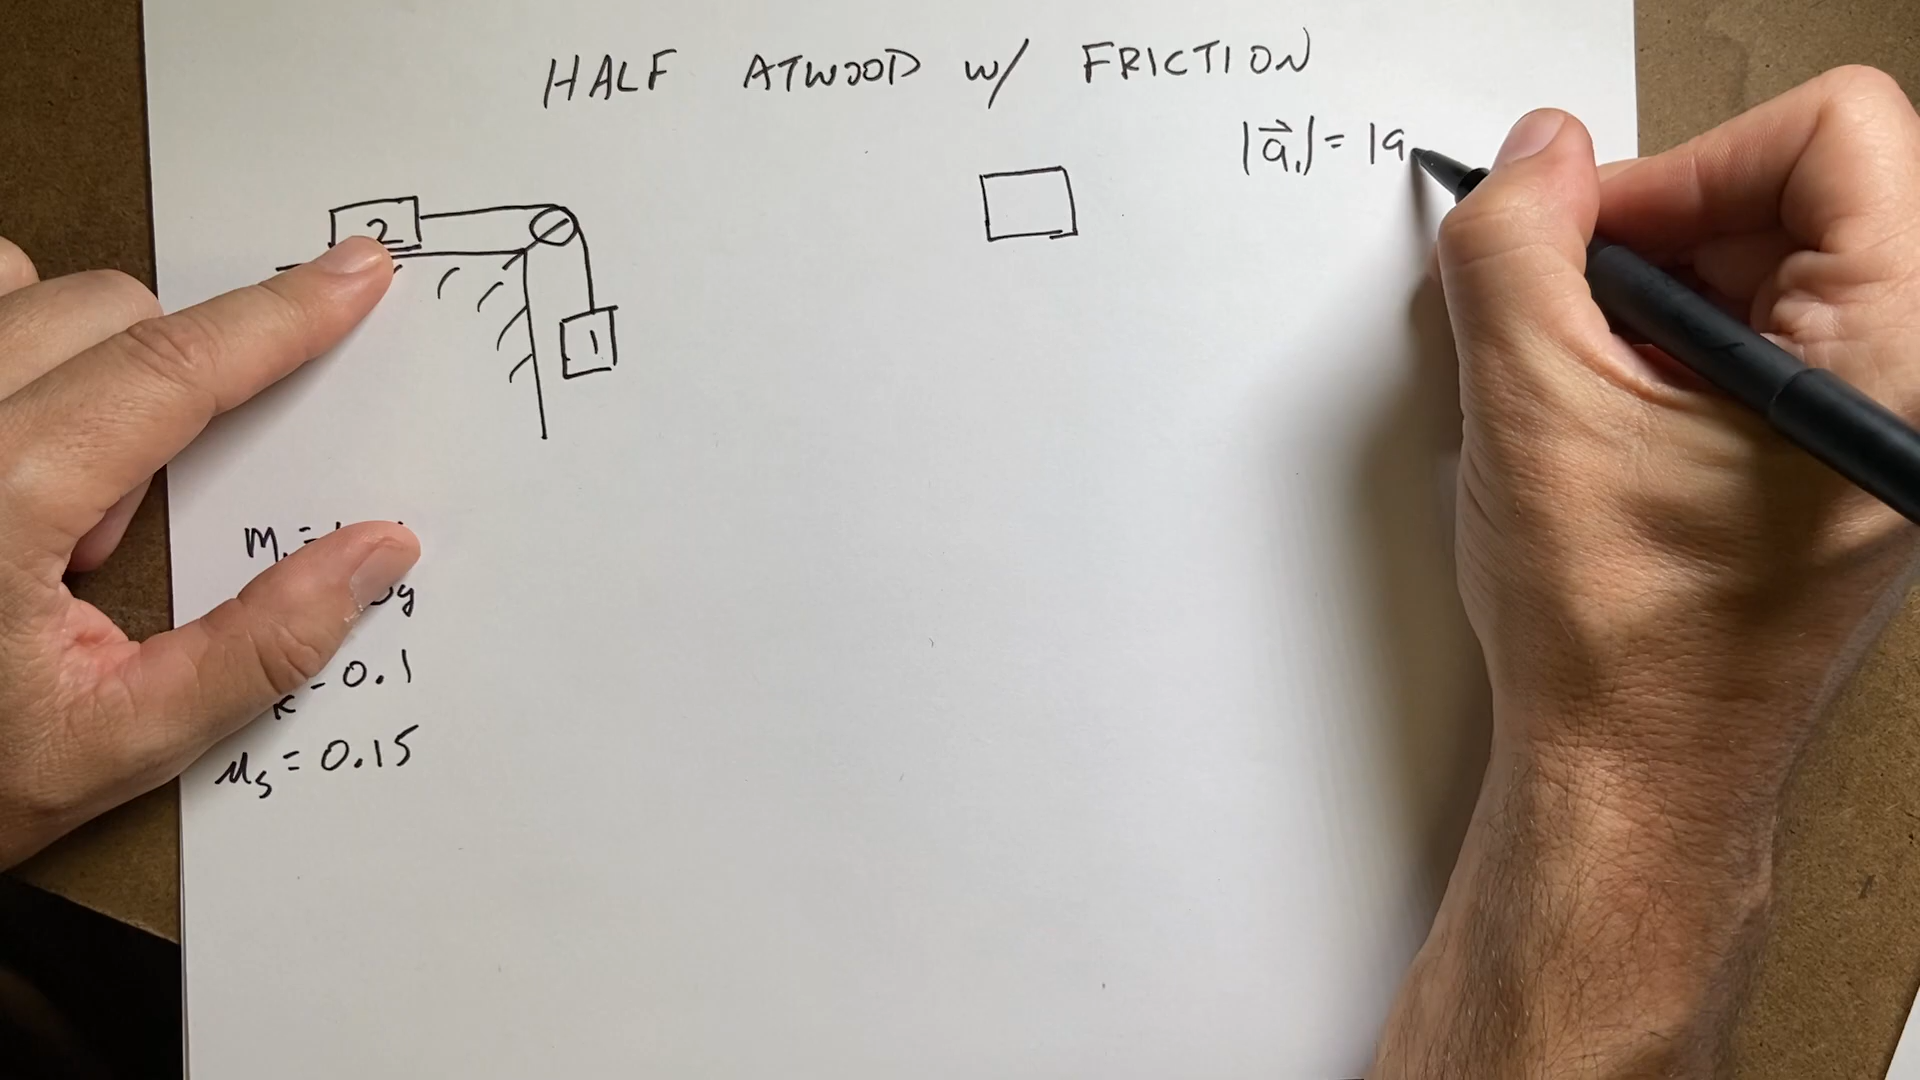 HALF ATWOOD w/ FRICTION
|a⃗₁| = |a
2
1
m₁ =
g
K - 0.1
μs = 0.15